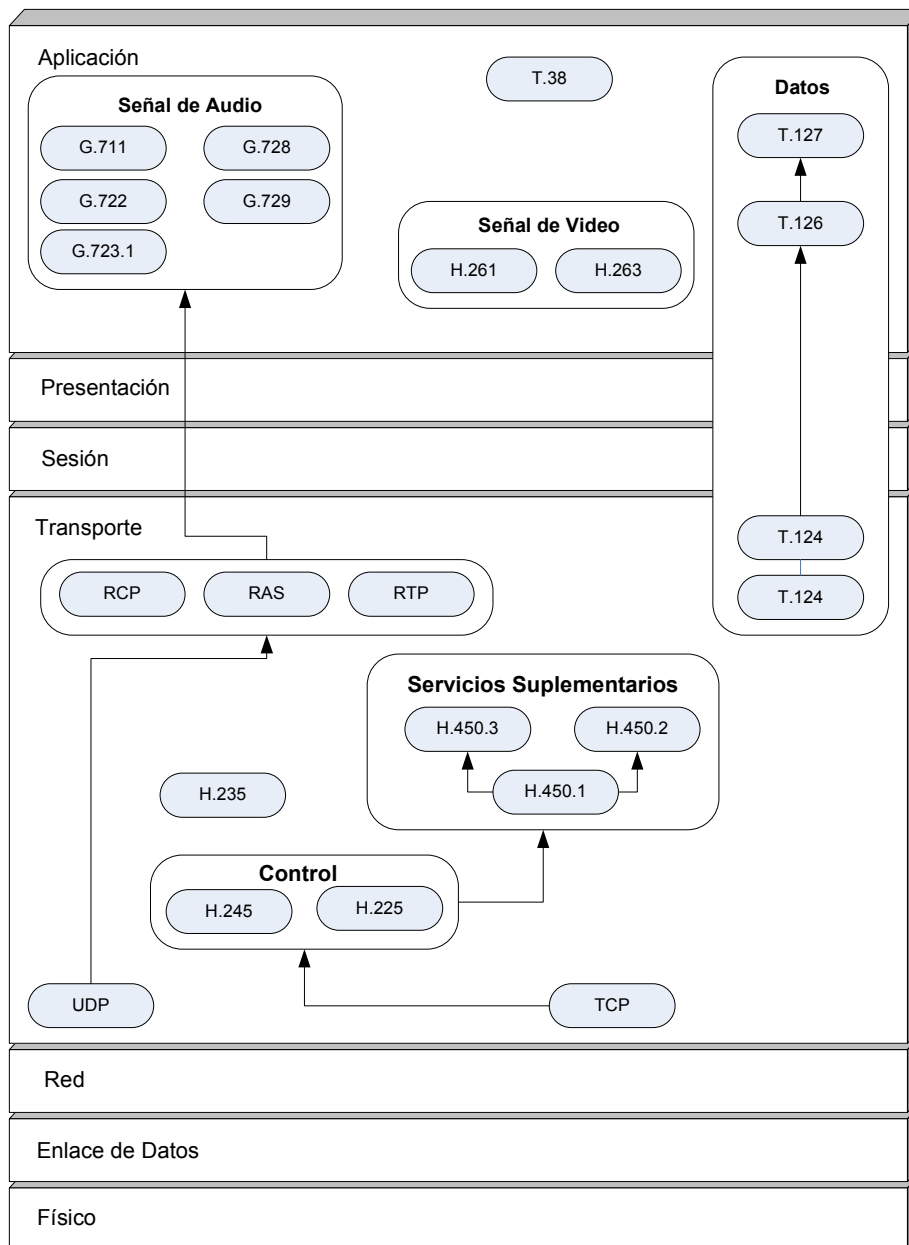 Aplicación
T.38
Datos
Señal de Audio
G.711
G.728
T.127
G.722
G.729
T.126
Señal de Video
G.723.1
H.261
H.263
Presentación
Sesión
Transporte
T.124
RCP
RAS
RTP
T.124
Servicios Suplementarios
H.450.3
H.450.2
H.235
H.450.1
Control
H.245
H.225
UDP
TCP
Red
Enlace de Datos
Físico